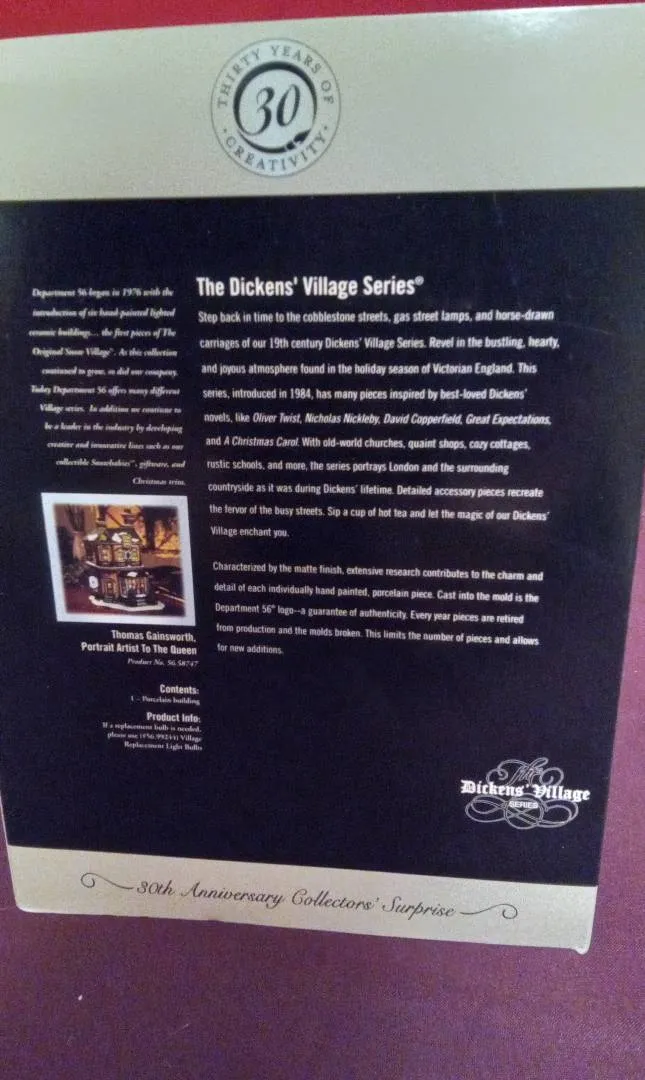 THIRTY YEARS OF
30
CREATIVITY
Department 56 began in 1976 with the
introduction of six hand-painted lighted
ceramic buildings... the first pieces of The
Original Snow Village®. As this collection
continued to grow, so did our company.
Today Department 56 offers many different
Village series. In addition we continue to
be a leader in the industry by developing
creative and innovative lines such as our
collectible Snowbabies™, giftware, and
Christmas trim.
Thomas Gainsworth,
Portrait Artist To The Queen
Product No. 56.58747
Contents:
1 – Porcelain building
Product Info:
If a replacement bulb is needed,
please use (#56.99244) Village
Replacement Light Bulbs
The Dickens' Village Series®
Step back in time to the cobblestone streets, gas street lamps, and horse-drawn
carriages of our 19th century Dickens' Village Series. Revel in the bustling, hearty,
and joyous atmosphere found in the holiday season of Victorian England. This
series, introduced in 1984, has many pieces inspired by best-loved Dickens'
novels, like Oliver Twist, Nicholas Nickleby, David Copperfield, Great Expectations,
and A Christmas Carol. With old-world churches, quaint shops, cozy cottages,
rustic schools, and more, the series portrays London and the surrounding
countryside as it was during Dickens' lifetime. Detailed accessory pieces recreate
the fervor of the busy streets. Sip a cup of hot tea and let the magic of our Dickens'
Village enchant you.
Characterized by the matte finish, extensive research contributes to the charm and
detail of each individually hand painted, porcelain piece. Cast into the mold is the
Department 56® logo--a guarantee of authenticity. Every year pieces are retired
from production and the molds broken. This limits the number of pieces and allows
for new additions.
The
Dickens' Village
SERIES
30th Anniversary Collectors' Surprise